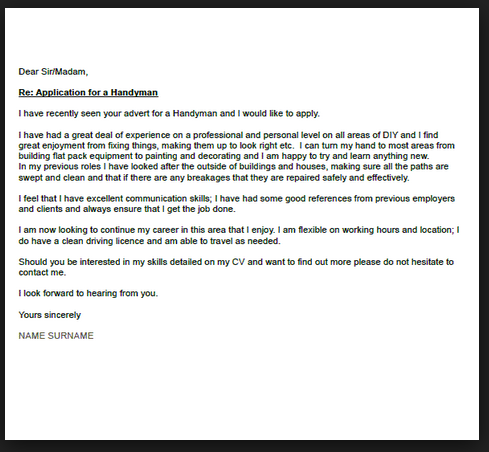 Dear Sir/Madam,
Re: Application for a Handyman
I have recently seen your advert for a Handyman and I would like to apply.
I have had a great deal of experience on a professional and personal level on all areas of DIY and I find
great enjoyment from fixing things, making them up to look right etc.  I can turn my hand to most areas from
building flat pack equipment to painting and decorating and I am happy to try and learn anything new.
In my previous roles I have looked after the outside of buildings and houses, making sure all the paths are
swept and clean and that if there are any breakages that they are repaired safely and effectively.
I feel that I have excellent communication skills; I have had some good references from previous employers
and clients and always ensure that I get the job done.
I am now looking to continue my career in this area that I enjoy. I am flexible on working hours and location; I
do have a clean driving licence and am able to travel as needed.
Should you be interested in my skills detailed on my CV and want to find out more please do not hesitate to
contact me.
I look forward to hearing from you.
Yours sincerely
NAME SURNAME